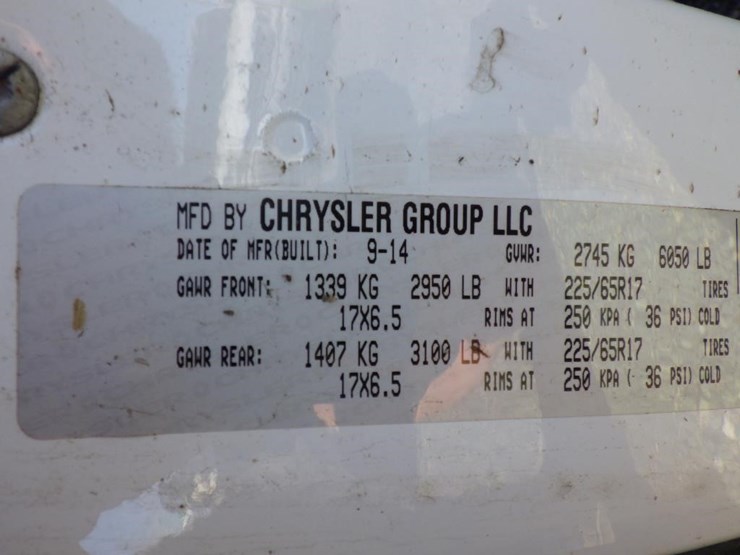 MFD BY CHRYSLER GROUP LLC
DATE OF MFR(BUILT): 9-14 GVWR: 2745 KG 6050 LB
GAWR FRONT: 1339 KG 2950 LB WITH 225/65R17 TIRES
17X6.5 RIMS AT 250 KPA ( 36 PSI) COLD
GAWR REAR: 1407 KG 3100 LB WITH 225/65R17 TIRES
17X6.5 RIMS AT 250 KPA ( 36 PSI) COLD